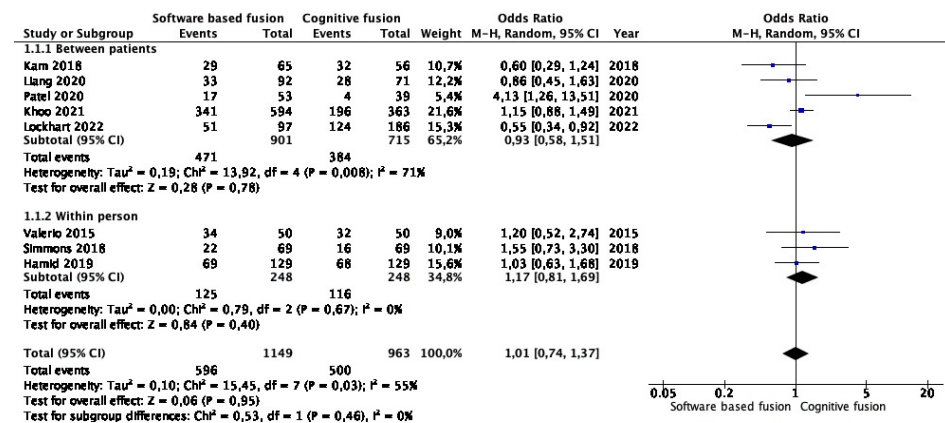 Software based fusion Cognitive fusion Odds Ratio Odds Ratio
Study or Subgroup Events Total Events Total Weight M-H, Random, 95% CI Year M-H, Random, 95% CI
1.1.1 Between patients
Kam 2018 29 65 32 56 10,7% 0,60 [0,29, 1,24] 2018
Liang 2020 33 92 28 71 12,2% 0,86 [0,45, 1,63] 2020
Patel 2020 17 53 4 39 5,4% 4,13 [1,26, 13,51] 2020
Khoo 2021 341 594 196 363 21,6% 1,15 [0,88, 1,49] 2021
Lockhart 2022 51 97 124 186 15,3% 0,55 [0,34, 0,92] 2022
Subtotal (95% CI) 901 715 65,2% 0,93 [0,58, 1,51]
Total events 471 384
Heterogeneity: Tau² = 0,19; Chi² = 13,92, df = 4 (P = 0,008); I² = 71%
Test for overall effect: Z = 0,28 (P = 0,78)
1.1.2 Within person
Valerio 2015 34 50 32 50 9,0% 1,20 [0,52, 2,74] 2015
Simmons 2018 22 69 16 69 10,1% 1,55 [0,73, 3,30] 2018
Hamid 2019 69 129 68 129 15,6% 1,03 [0,63, 1,68] 2019
Subtotal (95% CI) 248 248 34,8% 1,17 [0,81, 1,69]
Total events 125 116
Heterogeneity: Tau² = 0,00; Chi² = 0,79, df = 2 (P = 0,67); I² = 0%
Test for overall effect: Z = 0,84 (P = 0,40)
Total (95% CI) 1149 963 100,0% 1,01 [0,74, 1,37]
Total events 596 500
Heterogeneity: Tau² = 0,10; Chi² = 15,45, df = 7 (P = 0,03); I² = 55%
Test for overall effect: Z = 0,06 (P = 0,95)
Test for subgroup differences: Chi² = 0,53, df = 1 (P = 0,46), I² = 0%
0.05 0.2 1 5 20
Software based fusion Cognitive fusion